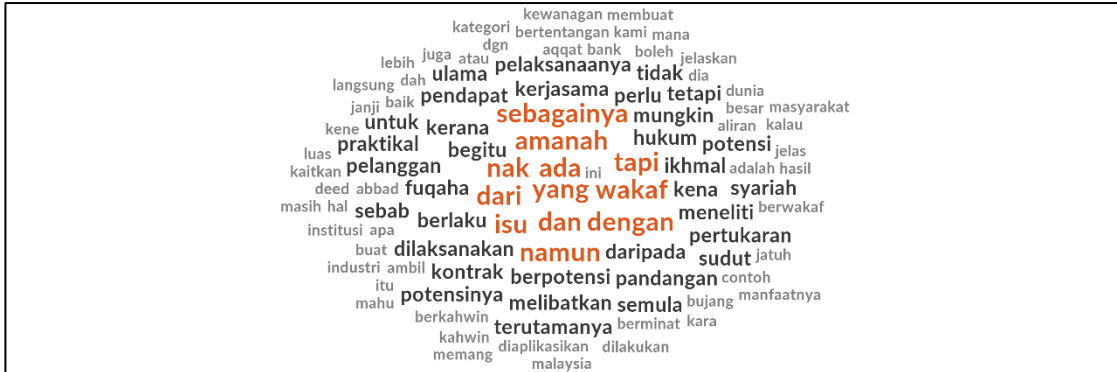 kewanagan membuat
kategori bertentangan kami mana
dgn aqqat bank boleh jelaskan
lebih juga atau pelaksanaanya tidak dia
langsung dah ulama kerjasama perlu tetapi dunia
janji baik pendapat sebagainya mungkin besar masyarakat
kene untuk kerana amanah hukum aliran kalau
luas praktikal begitu tapi potensi jelas
kaitkan pelanggan nak ada ini ikhmal adalah hasil
deed abbad fuqaha dari yang wakaf kena syariah
masih hal sebab berlaku isu dan dengan meneliti berwakaf
institusi apa pertukaran
buat dilaksanakan namun daripada sudut jatuh
industri ambil kontrak berpotensi pandangan contoh
itu potensinya melibatkan semula bujang manfaatnya
mahu
berkahwin terutamanya berminat kara
kahwin diaplikasikan dilakukan
memang malaysia